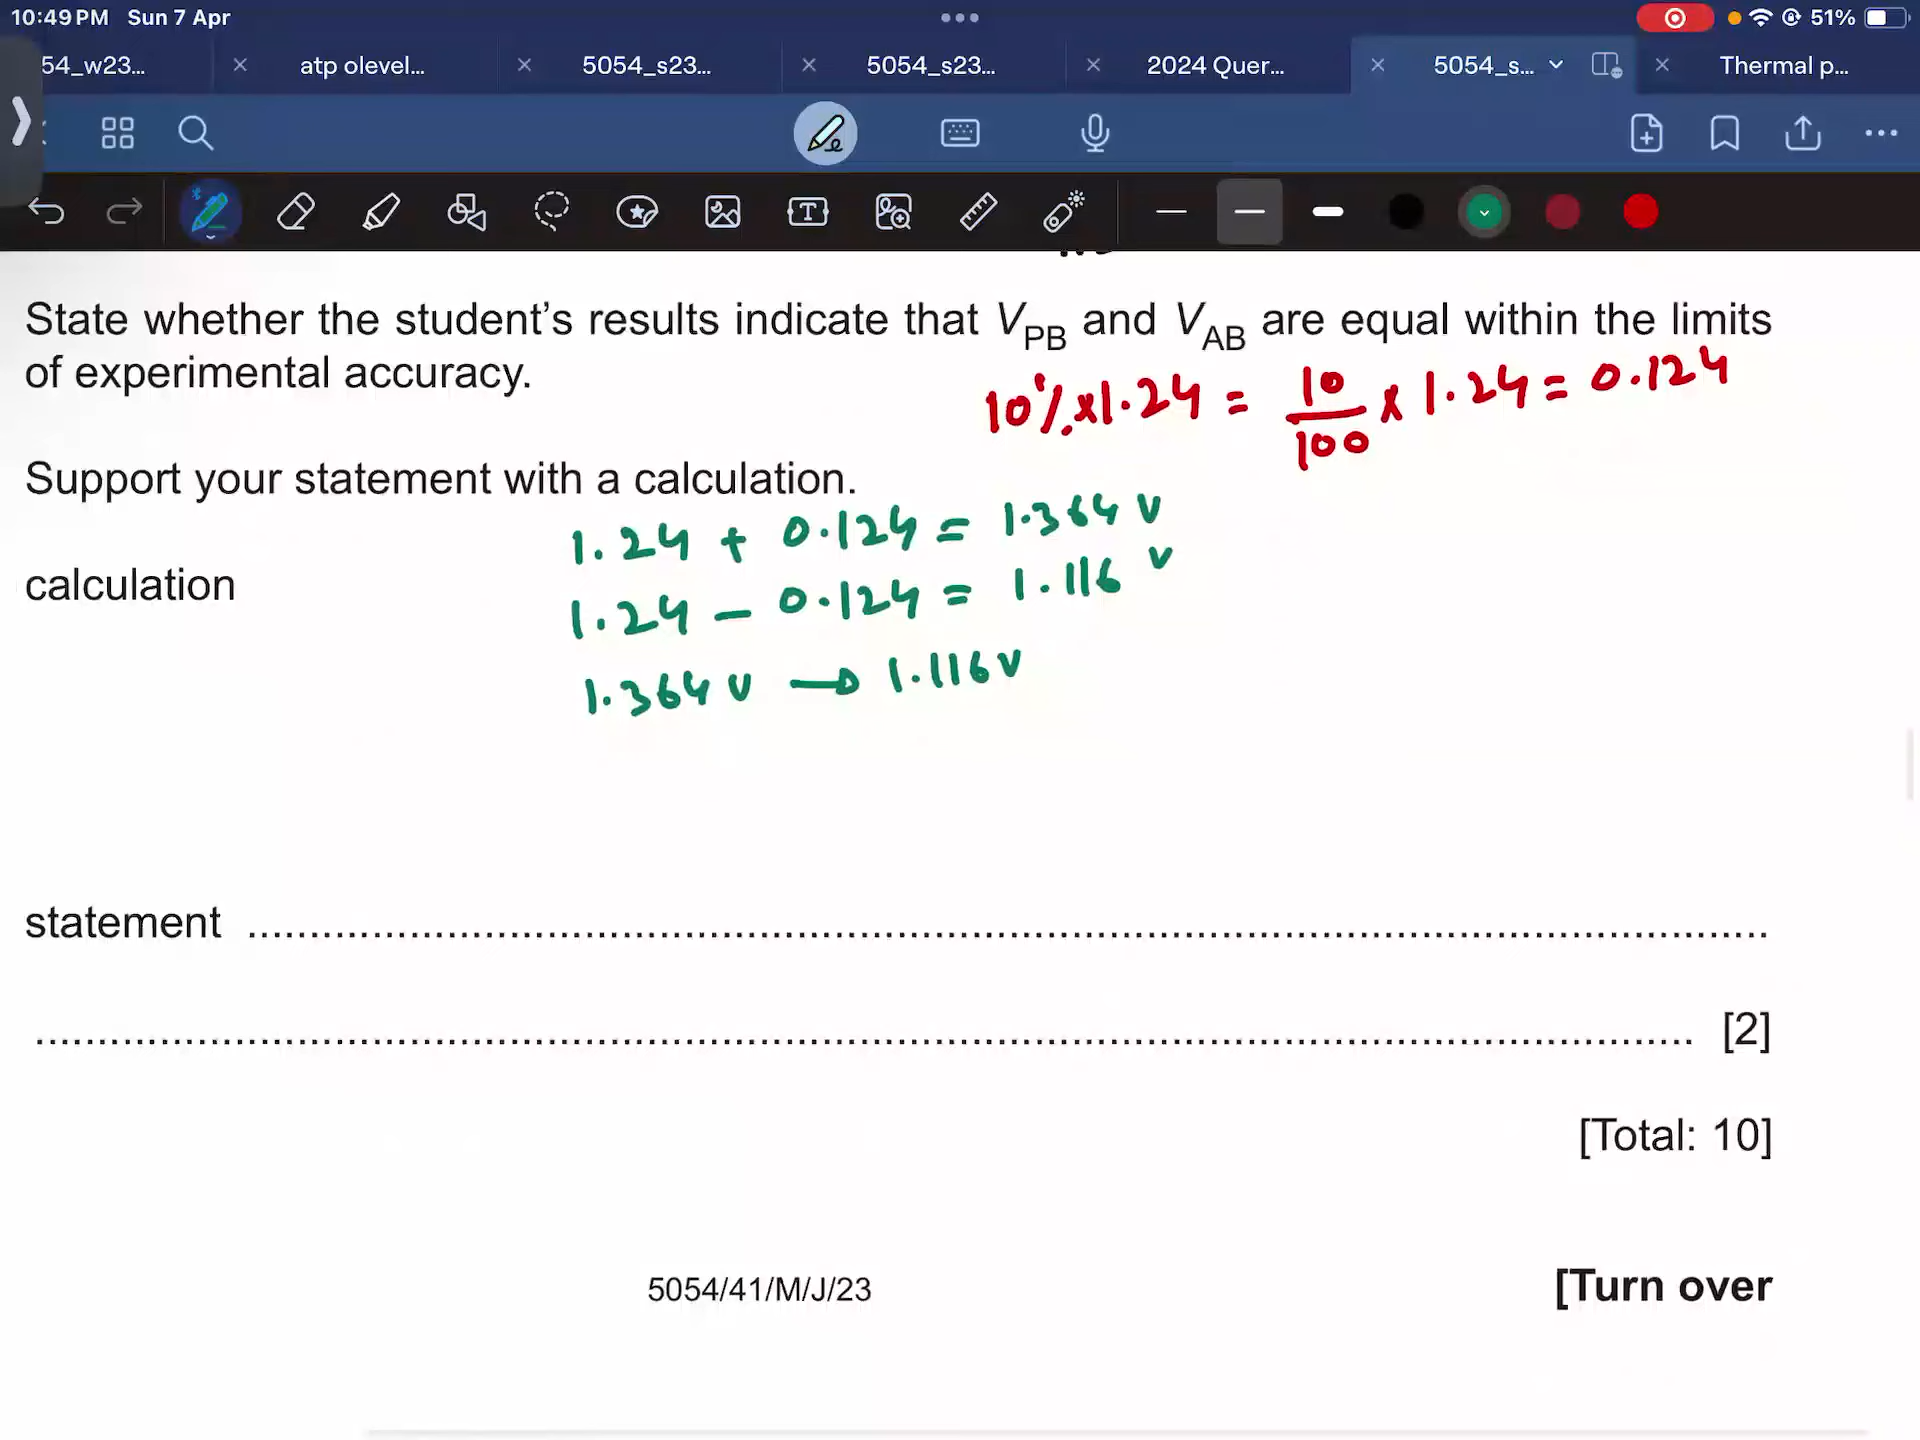 10:49 PM Sun 7 Apr
51%
54_w23...
atp olevel...
5054_s23...
5054_s23...
2024 Quer...
5054_s...
Thermal p...
State whether the student's results indicate that VPB and VAB are equal within the limits
of experimental accuracy.
10% x 1.24 = 10/100 x 1.24 = 0.124
Support your statement with a calculation.
1.24 + 0.124 = 1.364 V
calculation
1.24 - 0.124 = 1.116 V
1.364 V → 1.116 V
statement ..........................................................................................................................
.................................................................................................................................... [2]
[Total: 10]
5054/41/M/J/23
[Turn over